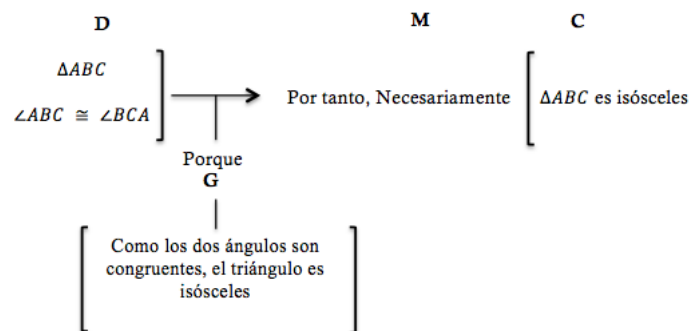 D M C
ΔABC
∠ABC ≅ ∠BCA
Por tanto, Necesariamente
ΔABC es isósceles
Porque
G
Como los dos ángulos son
congruentes, el triángulo es
isósceles